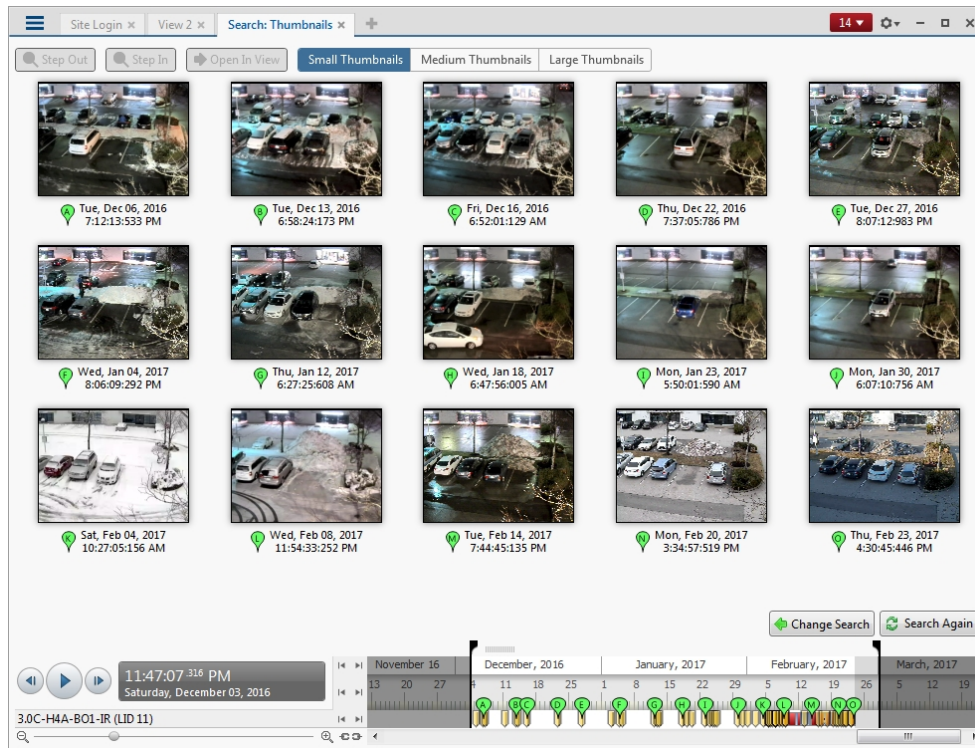 Site Login × View 2 × Search: Thumbnails × 14
Step Out Step In Open In View Small Thumbnails Medium Thumbnails Large Thumbnails
A Tue, Dec 06, 2016
7:12:13:533 PM
B Tue, Dec 13, 2016
6:58:24:173 PM
C Fri, Dec 16, 2016
6:52:01:129 AM
D Thu, Dec 22, 2016
7:37:05:786 PM
E Tue, Dec 27, 2016
8:07:12:983 PM
F Wed, Jan 04, 2017
8:06:09:292 PM
G Thu, Jan 12, 2017
6:27:25:608 AM
H Wed, Jan 18, 2017
6:47:56:005 AM
I Mon, Jan 23, 2017
5:50:01:590 AM
J Mon, Jan 30, 2017
6:07:10:756 AM
K Sat, Feb 04, 2017
10:27:05:156 AM
L Wed, Feb 08, 2017
11:54:33:252 PM
M Tue, Feb 14, 2017
7:44:45:135 PM
N Mon, Feb 20, 2017
3:34:57:519 PM
O Thu, Feb 23, 2017
4:30:45:446 PM
Change Search Search Again
November 16 December, 2016 January, 2017 February, 2017 March, 2017
13 20 27 4 11 18 25 1 8 15 22 29 5 12 19 26 5 12 19
A B C D E F G H I J K L M N O
11:47:07.316 PM
Saturday, December 03, 2016
3.0C-H4A-BO1-IR (LID 11)